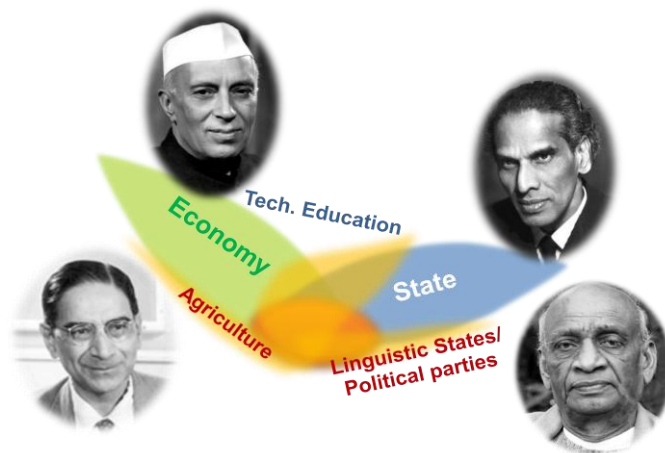 Tech. Education
Economy
State
Agriculture
Linguistic States/
Political parties